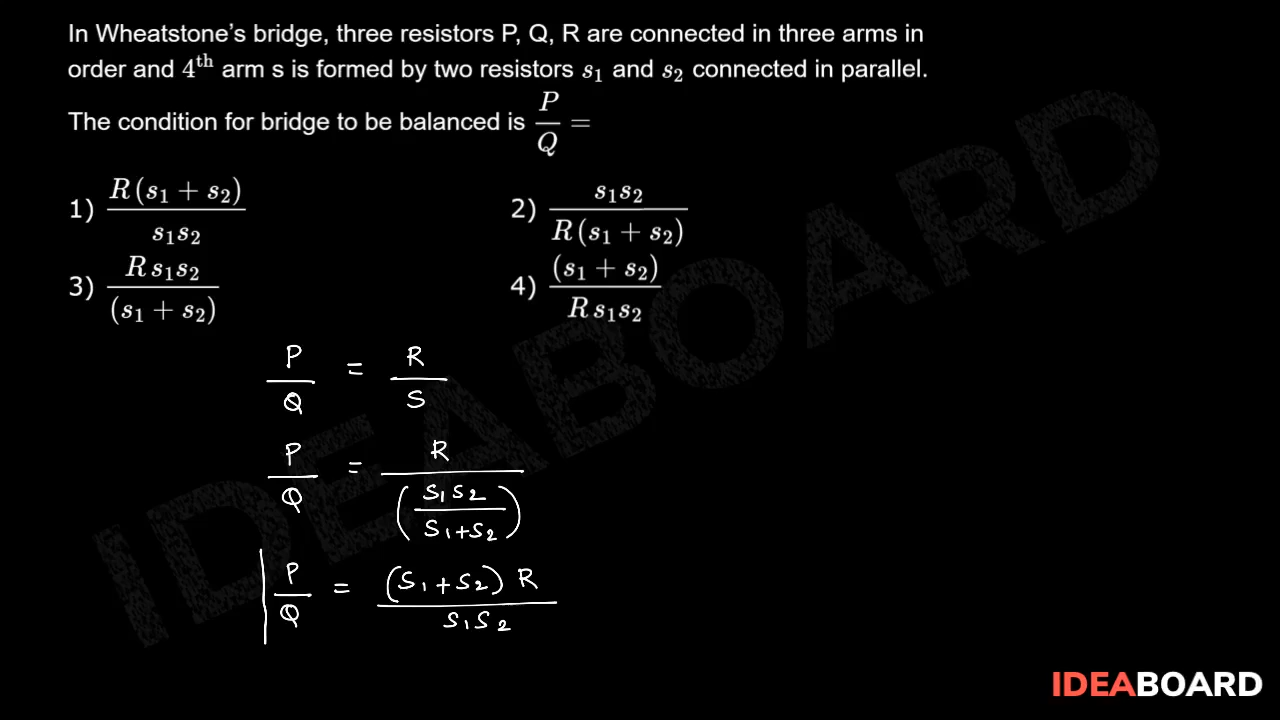 In Wheatstone’s bridge, three resistors P, Q, R are connected in three arms in
order and 4th arm s is formed by two resistors s₁ and s₂ connected in parallel.
The condition for bridge to be balanced is P/Q =
1) R(s₁ + s₂)/s₁s₂ 2) s₁s₂/R(s₁ + s₂)
3) R s₁s₂/(s₁ + s₂) 4) (s₁ + s₂)/R s₁s₂
P/Q = R/S
P/Q = R/(S₁S₂/S₁+S₂)
P/Q = (S₁+S₂) R/S₁S₂
IDEABOARD
IDEABOARD